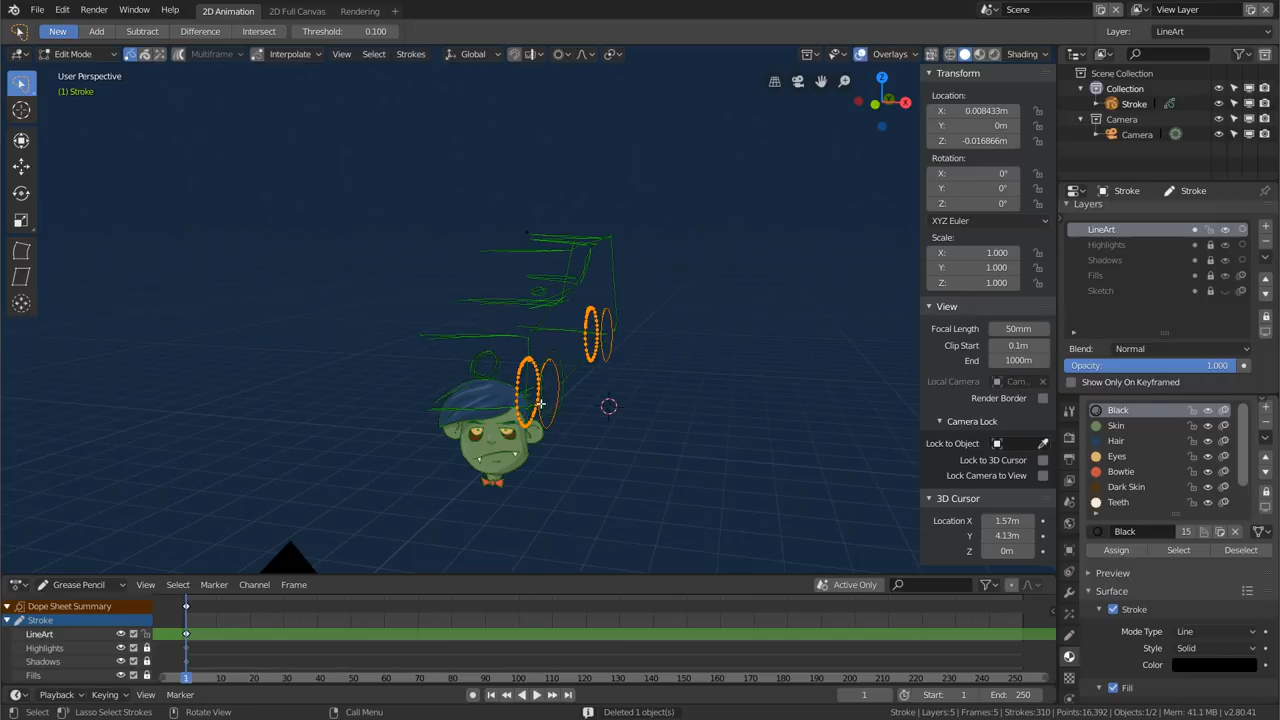 File Edit Render Window Help 2D Animation 2D Full Canvas Rendering + Scene View Layer
New Add Subtract Difference Intersect Threshold: 0.100 Layer: LineArt
Edit Mode Multiframe Interpolate View Select Strokes Global Overlays Shading
User Perspective
(1) Stroke
Z
X
Transform
Location:
X: 0.008433m
Y: 0m
Z: -0.016866m
Rotation:
X: 0°
Y: 0°
Z: 0°
XYZ Euler
Scale:
X: 1.000
Y: 1.000
Z: 1.000
View
Focal Length 50mm
Clip Start 0.1m
End 1000m
Local Camera Cam...
Render Border
Camera Lock
Lock to Object
Lock to 3D Cursor
Lock Camera to View
3D Cursor
Location X 1.57m
Y 4.13m
Z 0m
Scene Collection
Collection
Stroke
Camera
Camera
Stroke Stroke
Layers
LineArt
Highlights
Shadows
Fills
Sketch
Blend: Normal
Opacity: 1.000
Show Only On Keyframed
Black
Skin
Hair
Eyes
Bowtie
Dark Skin
Teeth
Black 15
Assign Select Deselect
Preview
Surface
Stroke
Mode Type Line
Style Solid
Color
Fill
Grease Pencil View Select Marker Channel Frame Active Only
Dope Sheet Summary
Stroke
LineArt
Highlights
Shadows
Fills
1 10 20 30 40 50 60 70 80 90 100 110 120 130 140 150 160 170 180 190 200 210 220 230 240 250
Playback Keying View Marker 1 Start: 1 End: 250
Select Lasso Select Strokes Rotate View Call Menu Deleted 1 object(s) Stroke | Layers:5 | Frames:5 | Strokes:310 | Points:16.392 | Objects:1/2 | Mem: 41.1 MB | v2.80.41